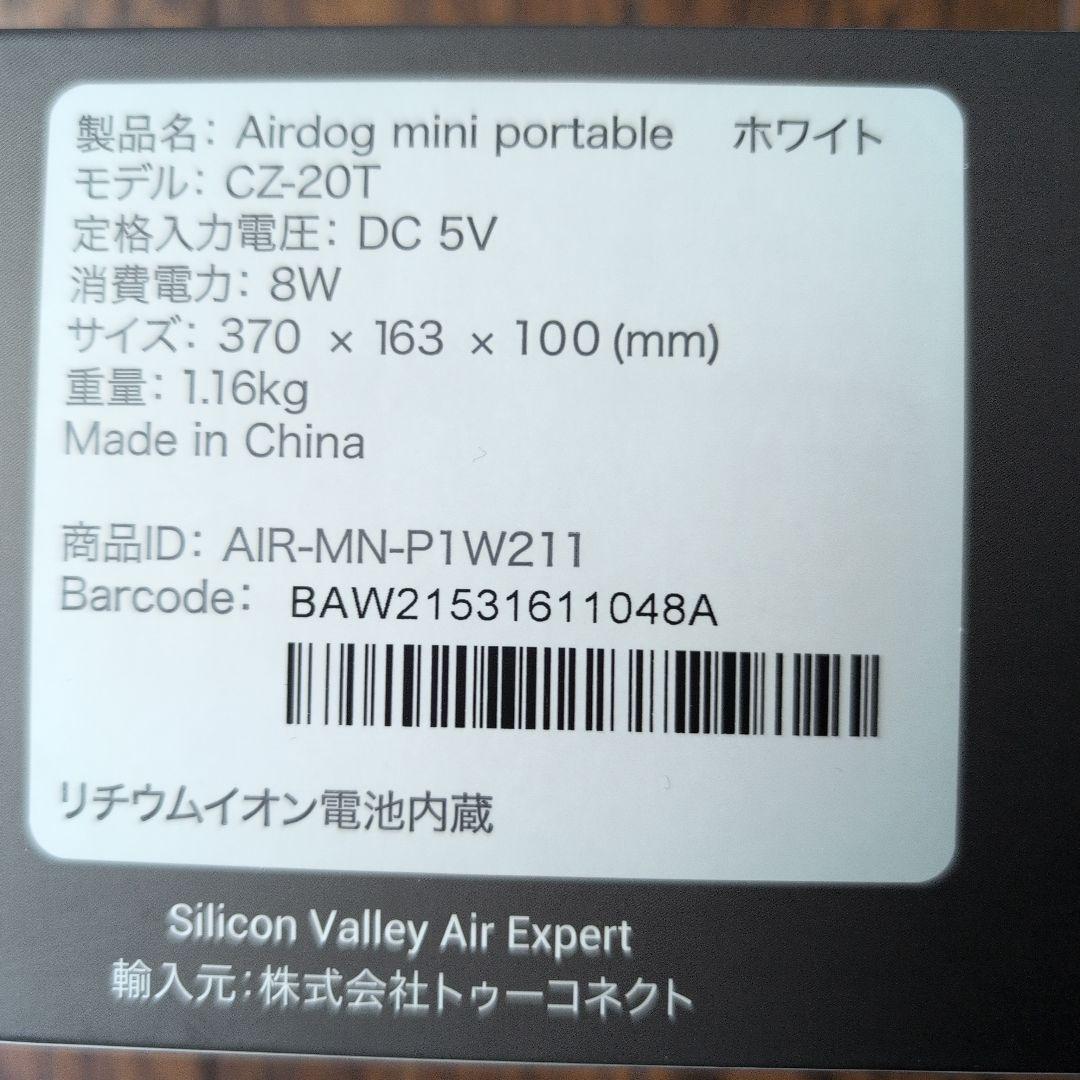 製品名: Airdog mini portable ホワイト
モデル: CZ-20T
定格入力電圧: DC 5V
消費電力: 8W
サイズ: 370 × 163 × 100 (mm)
重量: 1.16kg
Made in China
商品ID: AIR-MN-P1W211
Barcode: BAW21531611048A
リチウムイオン電池内蔵
Silicon Valley Air Expert
輸入元:株式会社トゥーコネクト